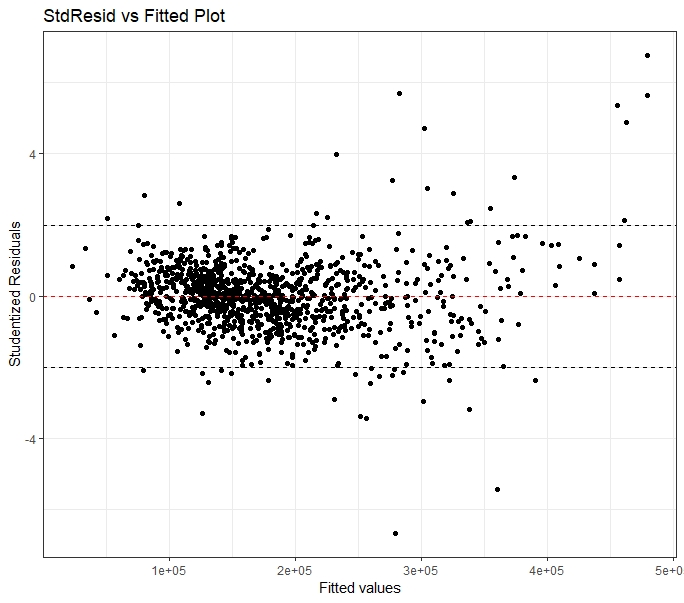 StdResid vs Fitted Plot
Studentized Residuals
4
0
-4
1e+05 2e+05 3e+05 4e+05 5e+0
Fitted values